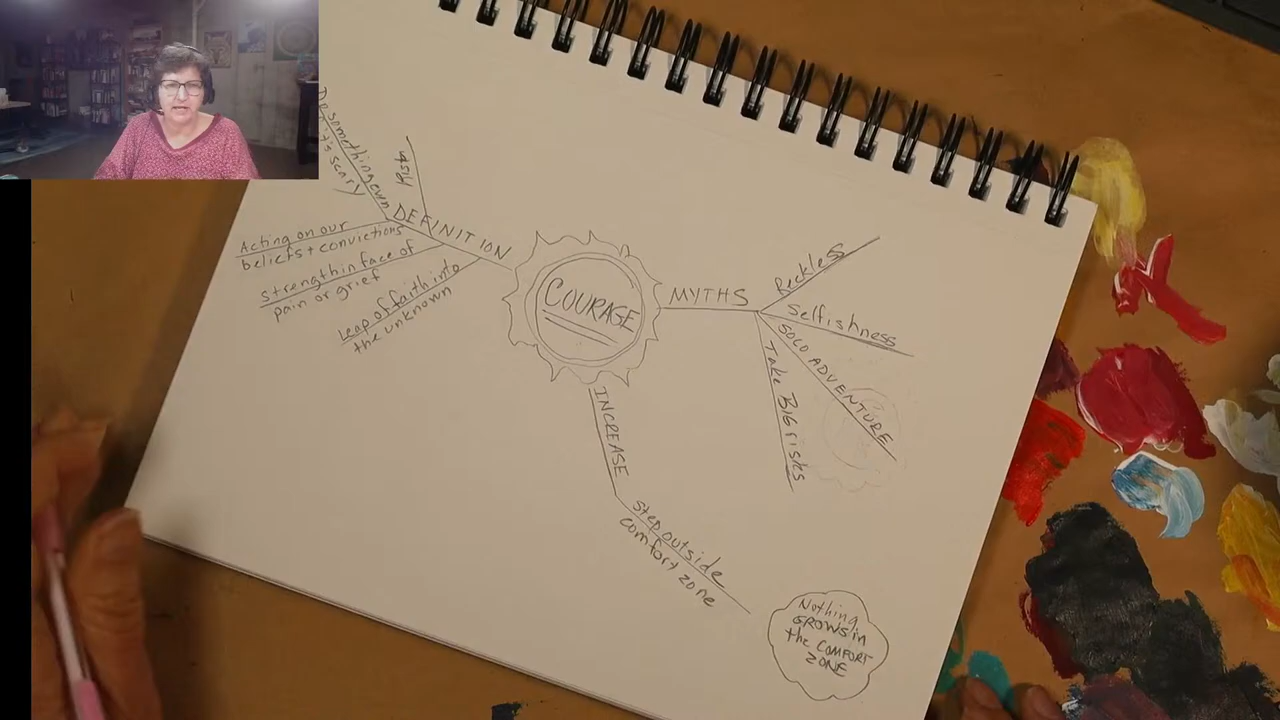 Risk
DEFINITION
Do something even
it's scary
Acting on our
beliefs + convictions
strength in face of
pain or grief
Leap of faith into
the unknown
COURAGE
MYTHS
Reckless
Selfishness
SOLO ADVENTURE
Take BIG risks
INCREASE
step outside
comfort zone
Nothing
GROWS in
the COMFORT
ZONE